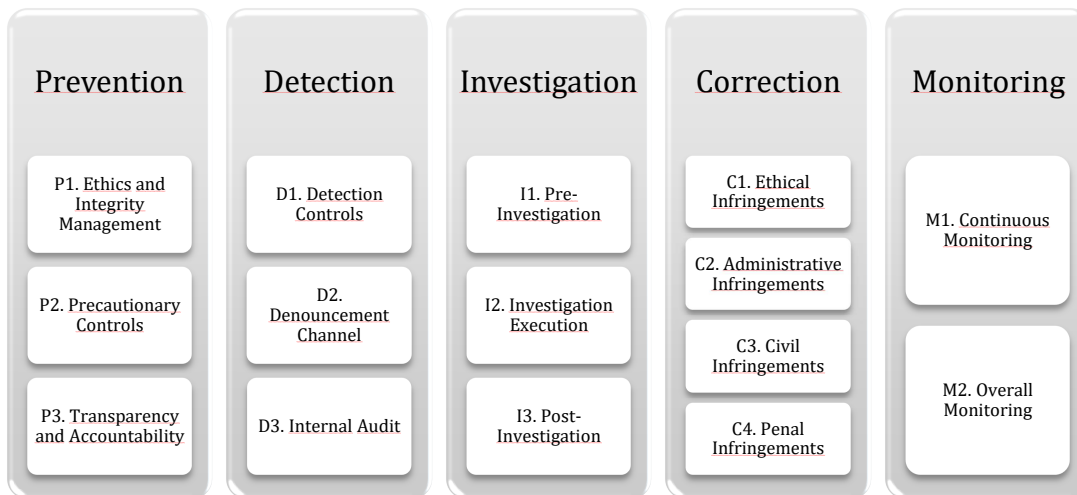 Prevention
P1. Ethics and
Integrity
Management
P2. Precautionary
Controls
P3. Transparency
and Accountability
Detection
D1. Detection
Controls
D2.
Denouncement
Channel
D3. Internal Audit
Investigation
I1. Pre-
Investigation
I2. Investigation
Execution
I3. Post-
Investigation
Correction
C1. Ethical
Infringements
C2. Administrative
Infringements
C3. Civil
Infringements
C4. Penal
Infringements
Monitoring
M1. Continuous
Monitoring
M2. Overall
Monitoring